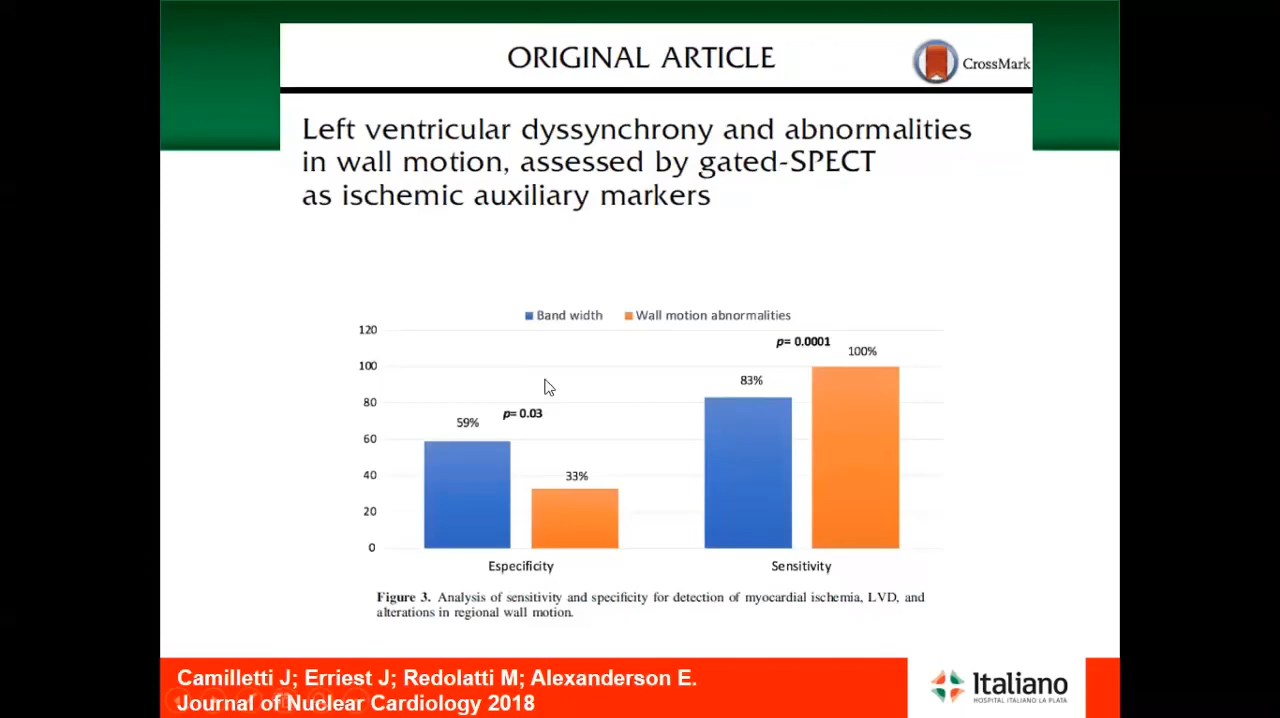 ORIGINAL ARTICLE
CrossMark
Left ventricular dyssynchrony and abnormalities
in wall motion, assessed by gated-SPECT
as ischemic auxiliary markers
Band width
Wall motion abnormalities
120
100
80
60
40
20
0
59%
p= 0.03
33%
83%
p= 0.0001
100%
Especificity
Sensitivity
Figure 3. Analysis of sensitivity and specificity for detection of myocardial ischemia, LVD, and
alterations in regional wall motion.
Camilletti J; Erriest J; Redolatti M; Alexanderson E.
Journal of Nuclear Cardiology 2018
Italiano
HOSPITAL ITALIANO LA PLATA